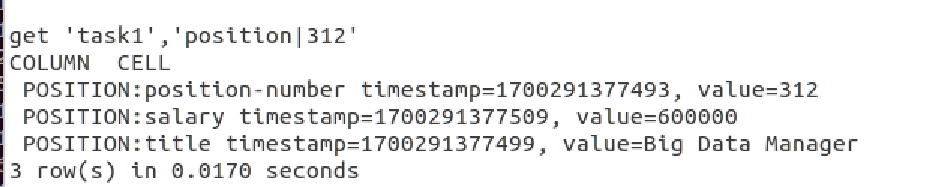 get 'task1','position|312'
COLUMN  CELL
 POSITION:position-number timestamp=1700291377493, value=312
 POSITION:salary timestamp=1700291377509, value=600000
 POSITION:title timestamp=1700291377499, value=Big Data Manager
3 row(s) in 0.0170 seconds